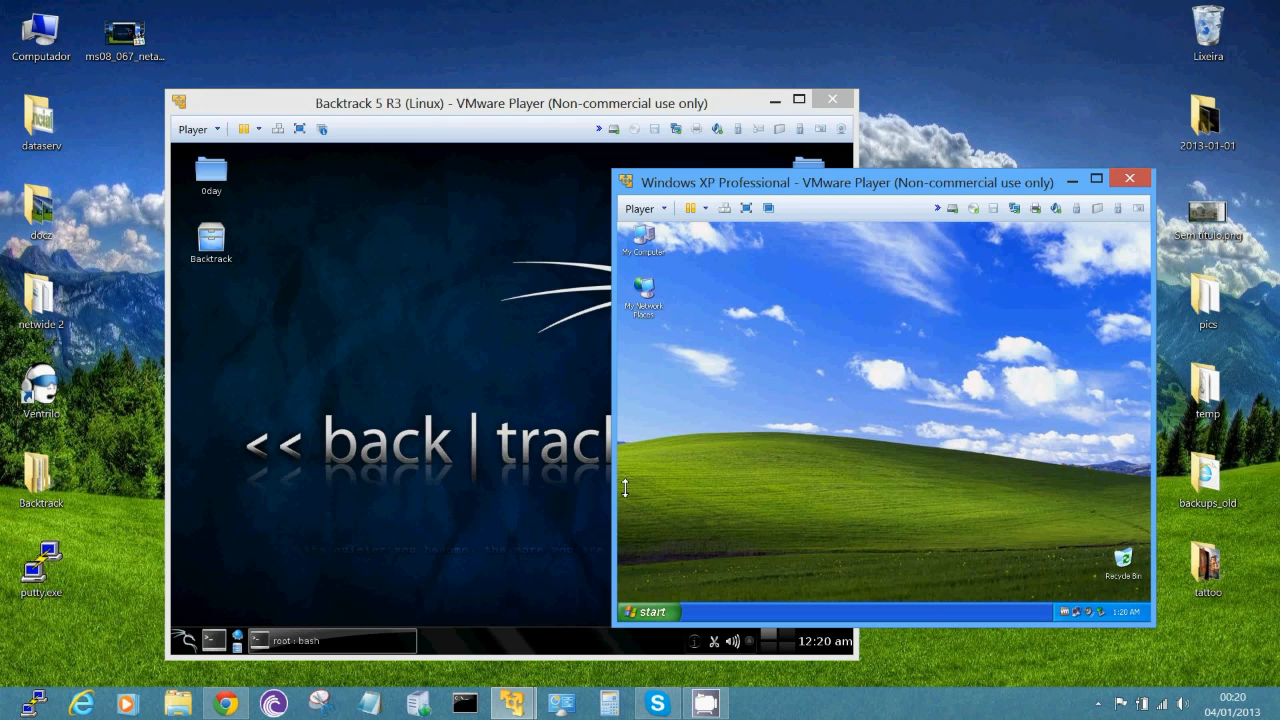 Computador
ms08_067_neta...
dataserv
docz
netwide 2
Ventrilo
Backtrack
putty.exe
Backtrack 5 R3 (Linux) - VMware Player (Non-commercial use only)
Player
0day
Backtrack
<< back | track
root : bash
12:20 am
Windows XP Professional - VMware Player (Non-commercial use only)
Player
My Computer
My Network
Places
Recycle Bin
start
1:20 AM
Lixeira
2013-01-01
Sem título.png
pics
temp
backups_old
tattoo
00:20
04/01/2013